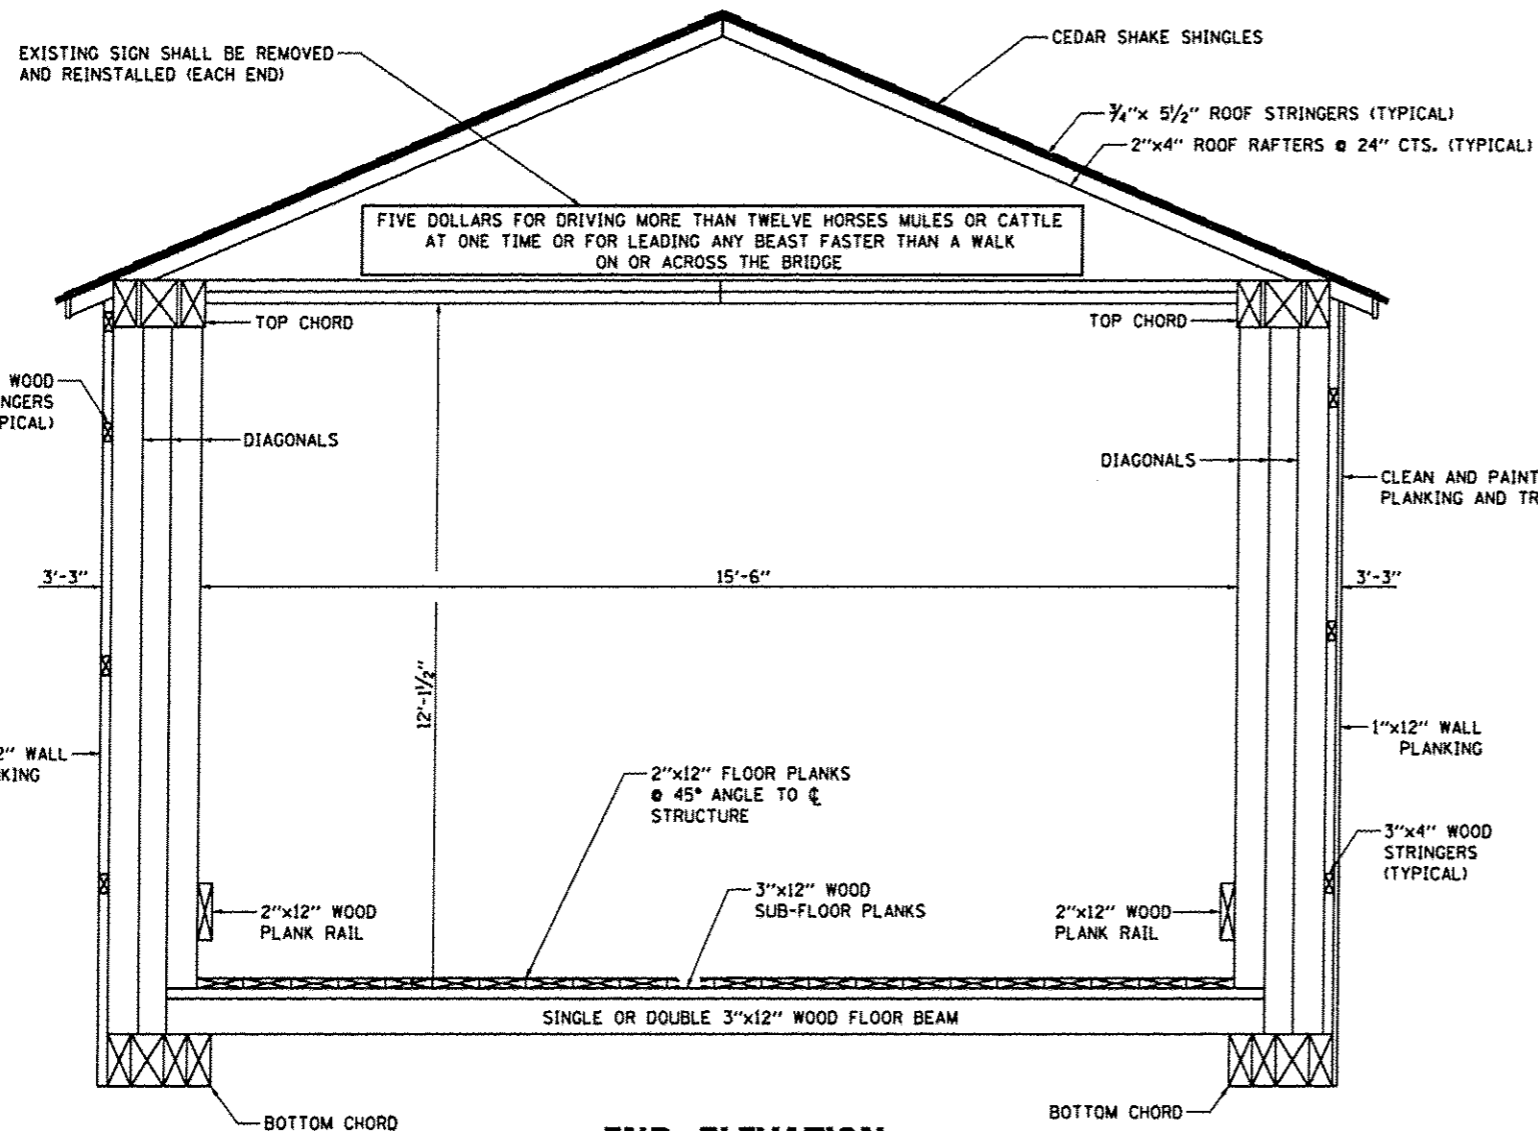 EXISTING SIGN SHALL BE REMOVED
AND REINSTALLED (EACH END)
CEDAR SHAKE SHINGLES
3/4"x 5 1/2" ROOF STRINGERS (TYPICAL)
2"x4" ROOF RAFTERS @ 24" CTS. (TYPICAL)
FIVE DOLLARS FOR DRIVING MORE THAN TWELVE HORSES MULES OR CATTLE
AT ONE TIME OR FOR LEADING ANY BEAST FASTER THAN A WALK
ON OR ACROSS THE BRIDGE
TOP CHORD
TOP CHORD
WOOD
NGERS
PICAL)
DIAGONALS
DIAGONALS
CLEAN AND PAINT
PLANKING AND TR
3'-3"
15'-6"
3'-3"
12'-1 1/2"
2" WALL
KING
1"x12" WALL
PLANKING
2"x12" FLOOR PLANKS
@ 45° ANGLE TO ℄
STRUCTURE
3"x4" WOOD
STRINGERS
(TYPICAL)
3"x12" WOOD
SUB-FLOOR PLANKS
2"x12" WOOD
PLANK RAIL
2"x12" WOOD
PLANK RAIL
SINGLE OR DOUBLE 3"x12" WOOD FLOOR BEAM
BOTTOM CHORD
BOTTOM CHORD
END ELEVATION